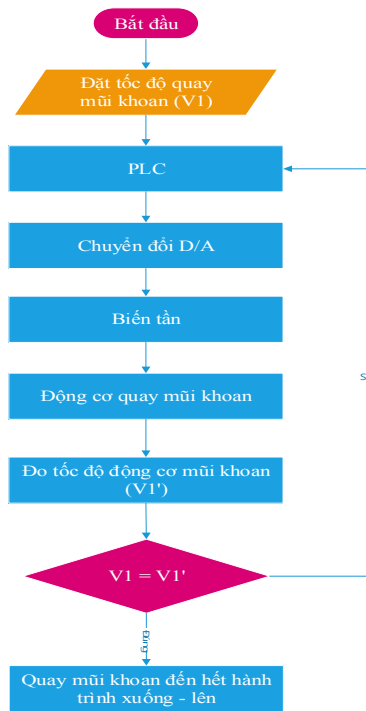 Bắt đầu
Đặt tốc độ quay
mũi khoan (V1)
PLC
Chuyển đổi D/A
Biến tần
Động cơ quay mũi khoan
Đo tốc độ động cơ mũi khoan
(V1')
V1 = V1'
Đúng
Quay mũi khoan đến hết hành
trình xuống - lên